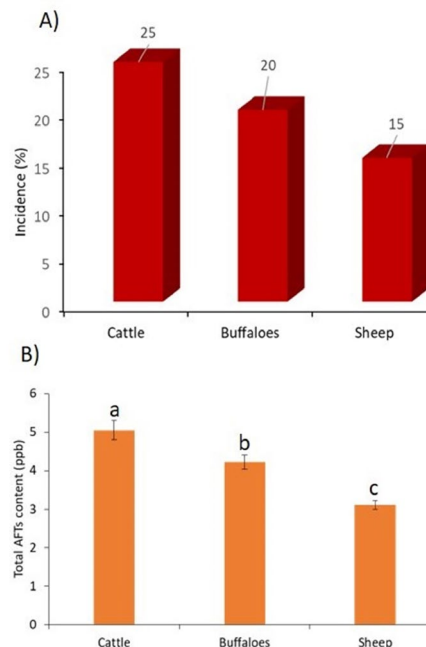 A)
25
20
15
25
20
15
10
5
0
Incidence (%)
Cattle Buffaloes Sheep
B)
6
5
4
3
2
1
0
Total AFTs content (ppb)
a
b
c
Cattle Buffaloes Sheep